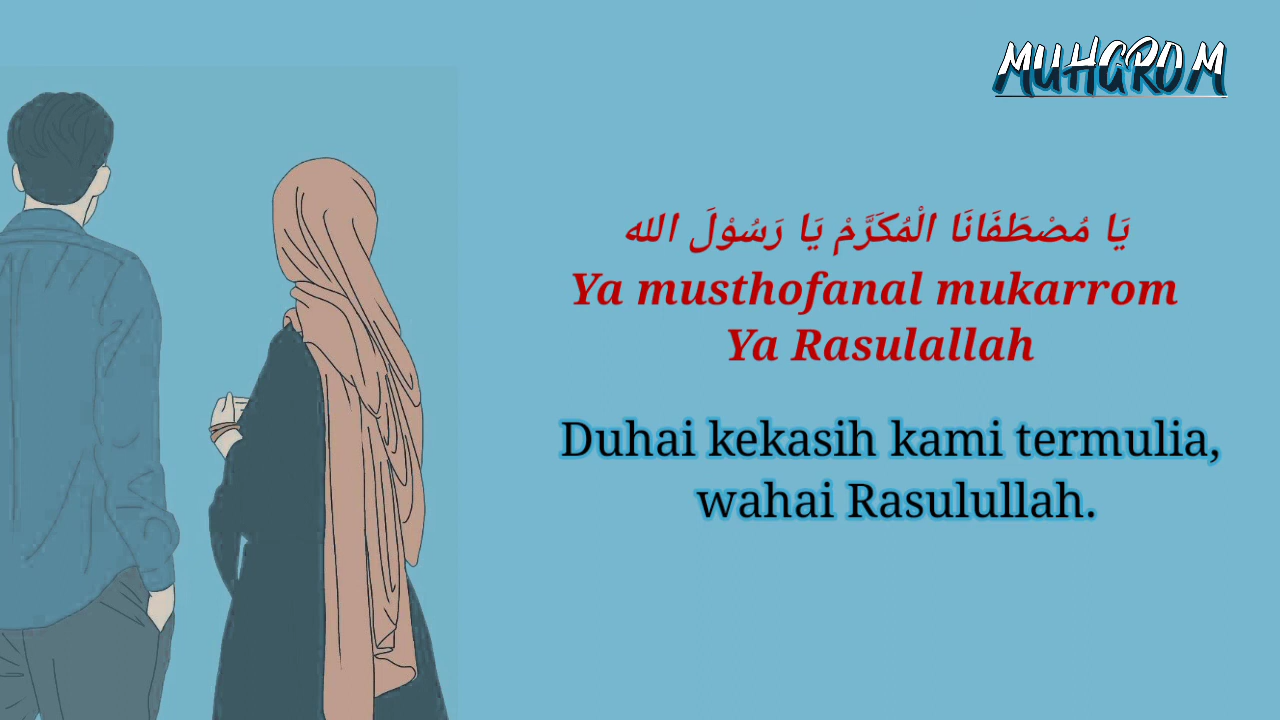 MUHGROM
يَا مُصْطَفَانَا الْمُكَرَّمْ يَا رَسُوْلَ الله
Ya musthofanal mukarrom
Ya Rasulallah
Duhai kekasih kami termulia,
wahai Rasulullah.